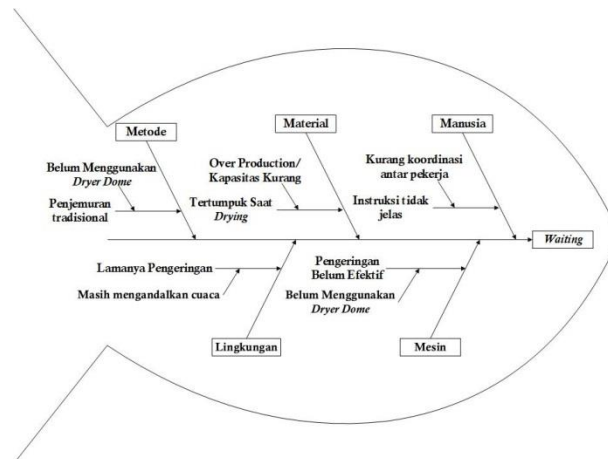 Metode
Material
Manusia
Belum Menggunakan
Dryer Dome
Penjemuran
tradisional
Over Production/
Kapasitas Kurang
Tertumpuk Saat
Drying
Kurang koordinasi
antar pekerja
Instruksi tidak
jelas
Waiting
Lamanya Pengeringan
Masih mengandalkan cuaca
Pengeringan
Belum Efektif
Belum Menggunakan
Dryer Dome
Lingkungan
Mesin